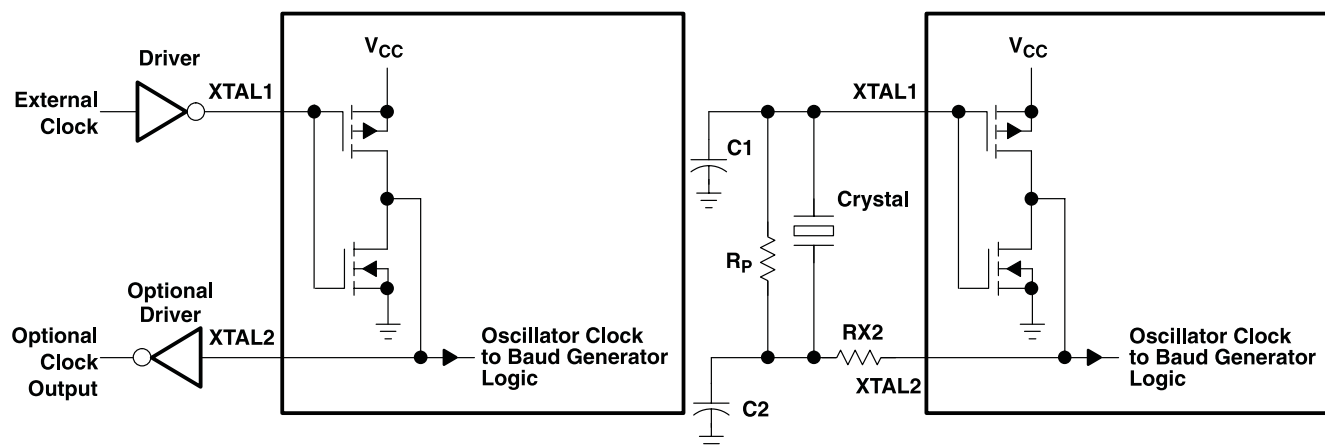 Driver
External
Clock
XTAL1
VCC
Optional
Driver
Optional
Clock
Output
XTAL2
Oscillator Clock
to Baud Generator
Logic
XTAL1
VCC
C1
Crystal
RP
RX2
XTAL2
C2
Oscillator Clock
to Baud Generator
Logic